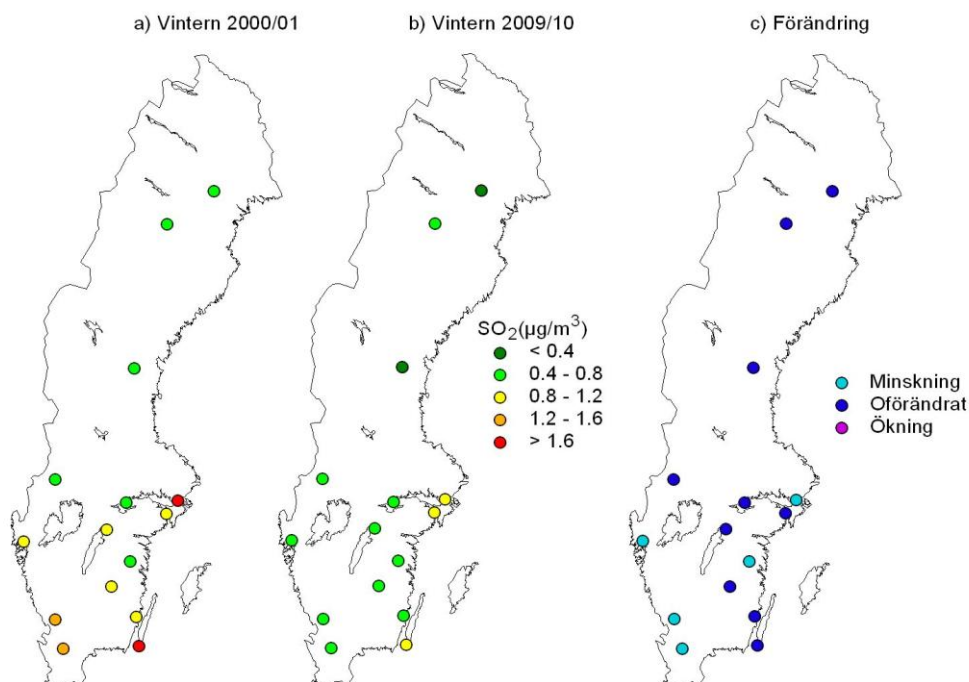 a) Vintern 2000/01
b) Vintern 2009/10
c) Förändring
SO2(µg/m3)
< 0.4
0.4 - 0.8
0.8 - 1.2
1.2 - 1.6
> 1.6
Minskning
Oförändrat
Ökning